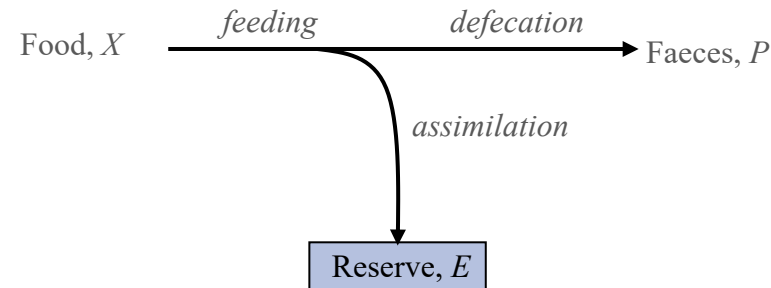 feeding
defecation
Food, X
Faeces, P
assimilation
Reserve, E